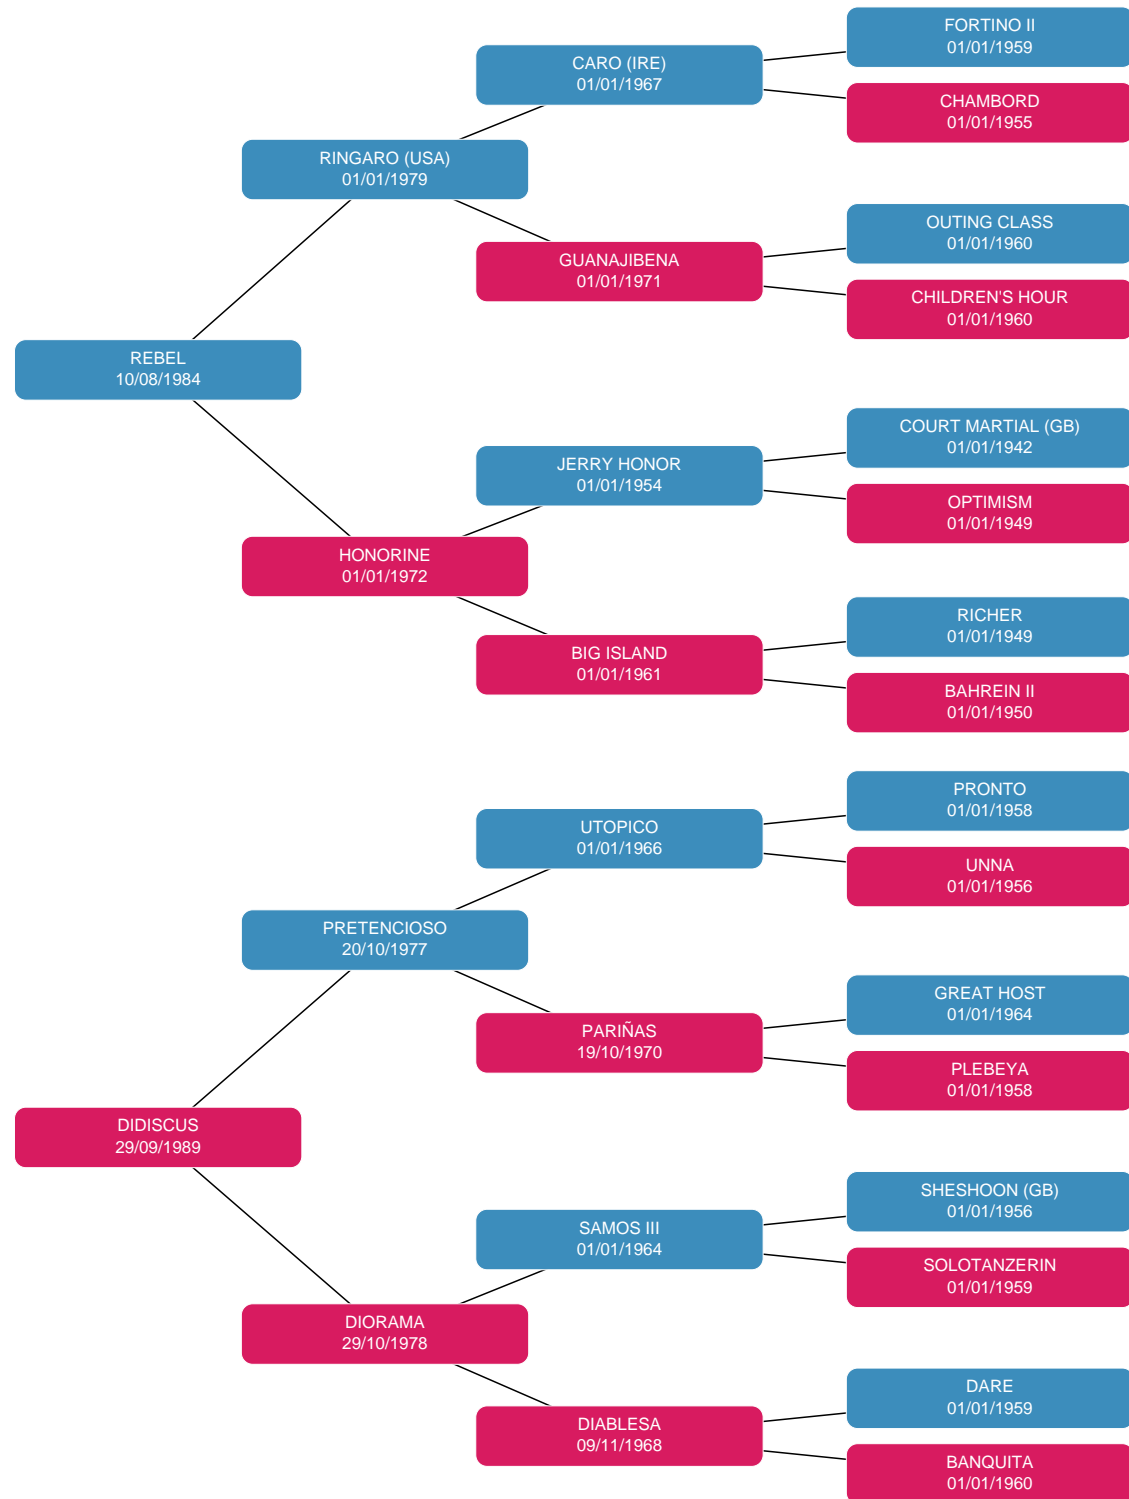 FORTINO II
01/01/1959
CARO (IRE)
01/01/1967
CHAMBORD
01/01/1955
RINGARO (USA)
01/01/1979
OUTING CLASS
01/01/1960
GUANAJIBENA
01/01/1971
CHILDREN'S HOUR
01/01/1960
REBEL
10/08/1984
COURT MARTIAL (GB)
01/01/1942
JERRY HONOR
01/01/1954
OPTIMISM
01/01/1949
HONORINE
01/01/1972
RICHER
01/01/1949
BIG ISLAND
01/01/1961
BAHREIN II
01/01/1950
PRONTO
01/01/1958
UTOPICO
01/01/1966
UNNA
01/01/1956
PRETENCIOSO
20/10/1977
GREAT HOST
01/01/1964
PARIÑAS
19/10/1970
PLEBEYA
01/01/1958
DIDISCUS
29/09/1989
SHESHOON (GB)
01/01/1956
SAMOS III
01/01/1964
SOLOTANZERIN
01/01/1959
DIORAMA
29/10/1978
DARE
01/01/1959
DIABLESA
09/11/1968
BANQUITA
01/01/1960